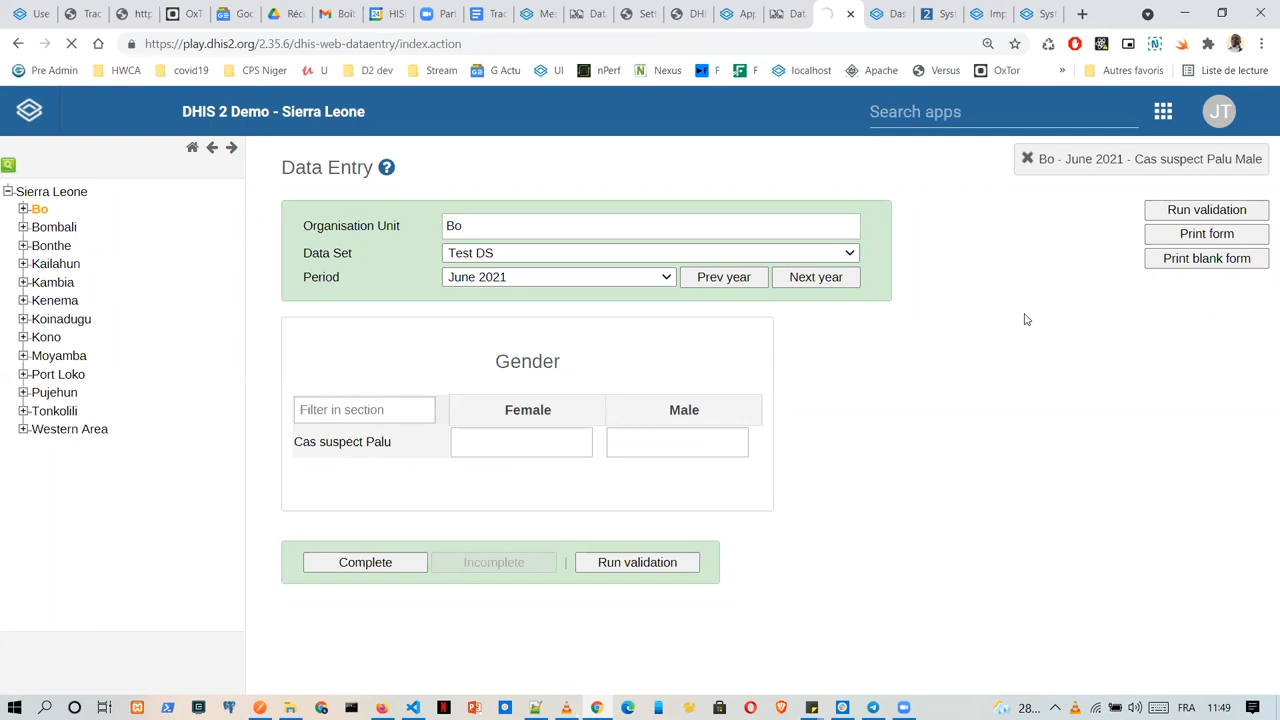 Use
Trac
http
OxT
Goo
Réc
Boît
HIS
Part
Trac
Mes
Dat
Sett
DHI
App
Dat
Das
Sys
Imp
Sys
https://play.dhis2.org/2.35.6/dhis-web-dataentry/index.action
Pre Admin
HWCA
covid19
CPS Niger
U
D2 dev
Stream
G Actu
UI
nPerf
Nexus
F
F
localhost
Apache
Versus
OxTor
»
Autres favoris
Liste de lecture
DHIS 2 Demo - Sierra Leone
Search apps
JT
Data Entry
Bo - June 2021 - Cas suspect Palu Male
Sierra Leone
Bo
Bombali
Bonthe
Kailahun
Kambia
Kenema
Koinadugu
Kono
Moyamba
Port Loko
Pujehun
Tonkolili
Western Area
Organisation Unit
Bo
Data Set
Test DS
Period
June 2021
Prev year
Next year
Run validation
Print form
Print blank form
Gender
Filter in section
Female
Male
Cas suspect Palu
Complete
Incomplete
|
Run validation
28...
FRA
11:49